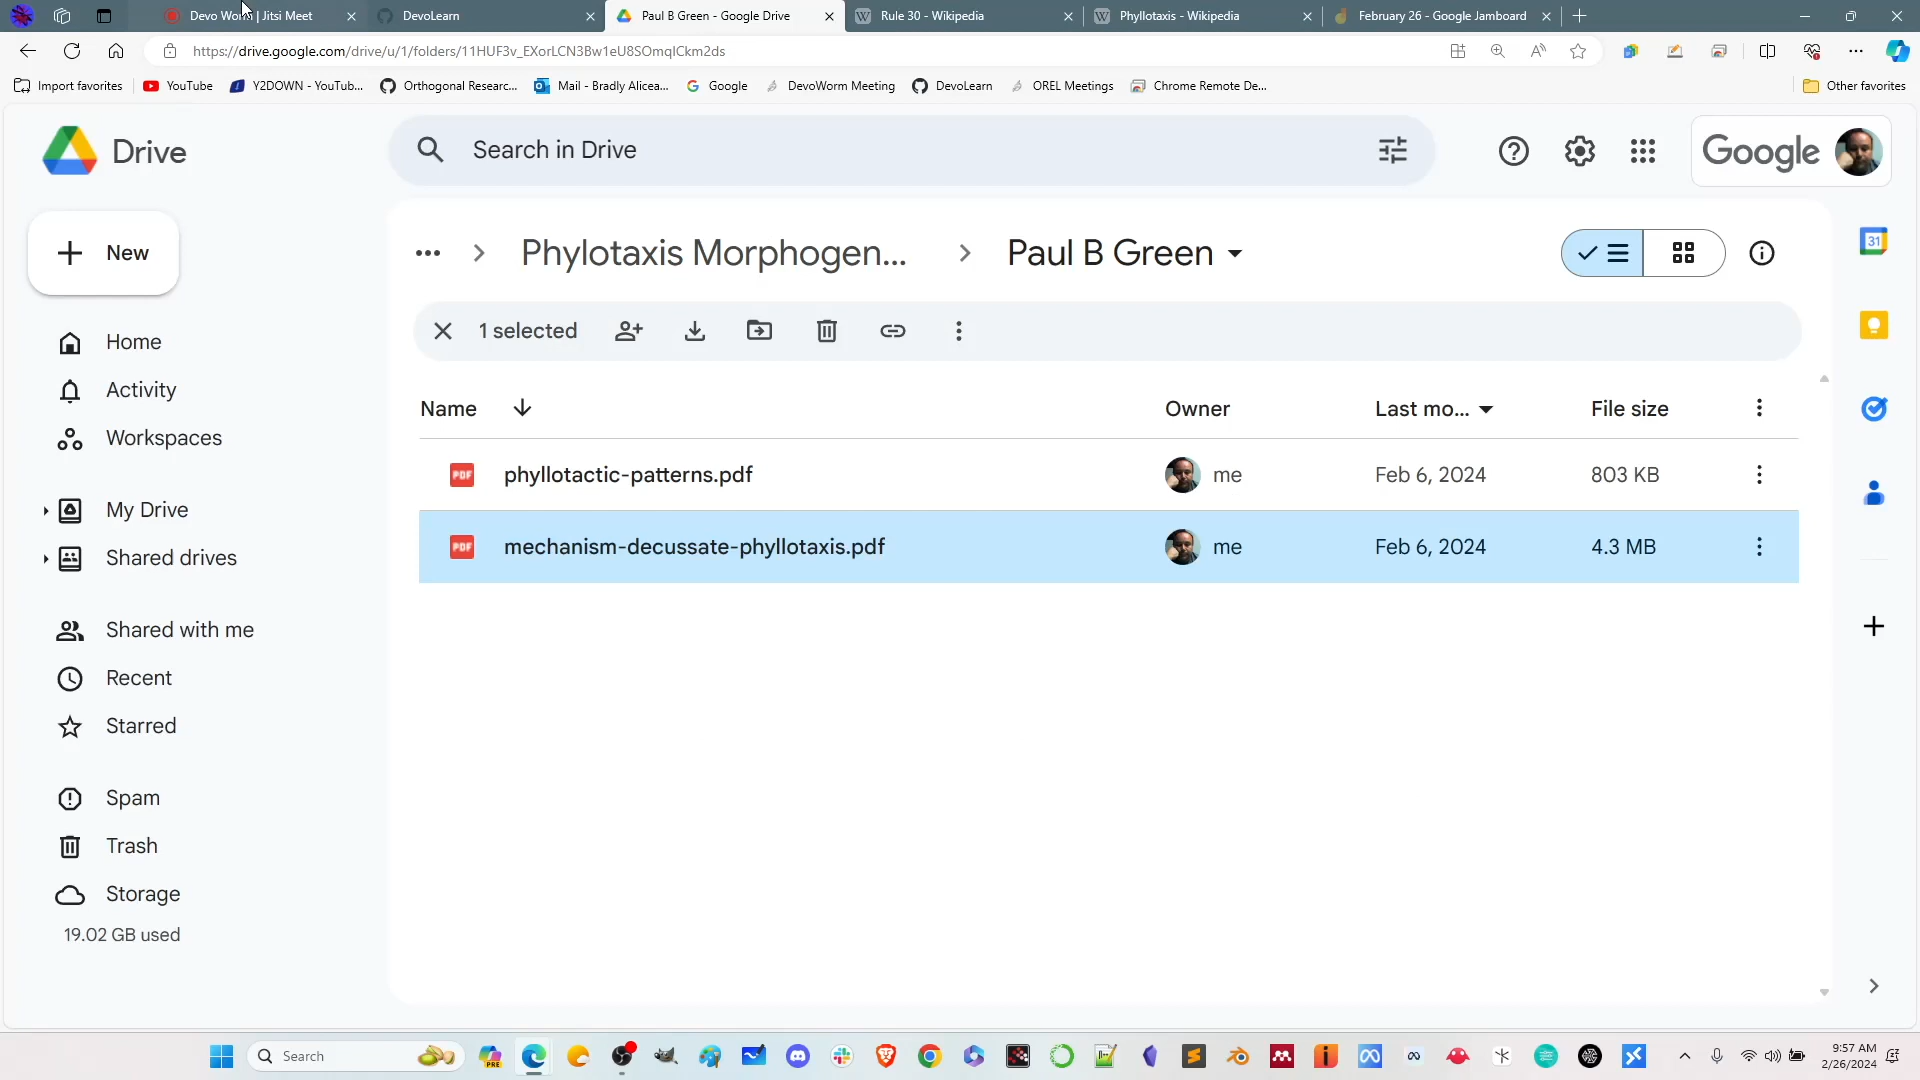 Devo Worm | Jitsi Meet
DevoLearn
Paul B Green - Google Drive
Rule 30 - Wikipedia
Phyllotaxis - Wikipedia
February 26 - Google Jamboard
https://drive.google.com/drive/u/1/folders/11HUF3v_EXorLCN3Bw1eU8SOmqlCkm2ds
Import favorites
YouTube
Y2DOWN - YouTub...
Orthogonal Researc...
Mail - Bradly Alicea...
Google
DevoWorm Meeting
DevoLearn
OREL Meetings
Chrome Remote De...
Other favorites
Drive
Search in Drive
Google
New
... > Phylotaxis Morphogen... > Paul B Green
31
1 selected
Home
Activity
Workspaces
My Drive
Shared drives
Shared with me
Recent
Starred
Spam
Trash
Storage
19.02 GB used
Name Owner Last mo... File size
PDF phyllotactic-patterns.pdf me Feb 6, 2024 803 KB
PDF mechanism-decussate-phyllotaxis.pdf me Feb 6, 2024 4.3 MB
Search
PRE
9:57 AM
2/26/2024